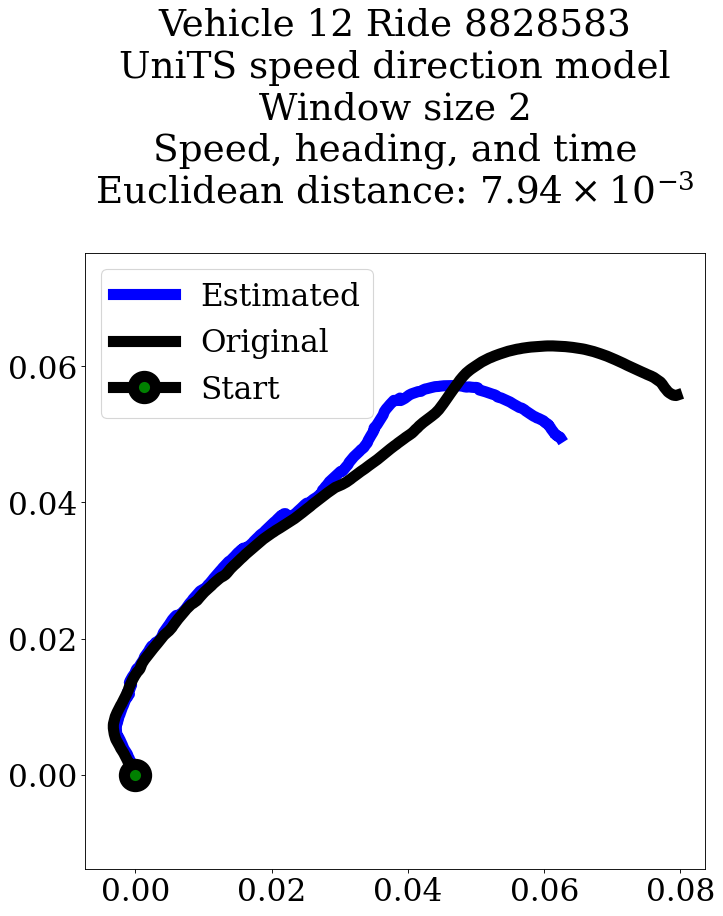 Vehicle 12 Ride 8828583
UniTS speed direction model
Window size 2
Speed, heading, and time
Euclidean distance: 7.94 × 10⁻³
Estimated
Original
Start
0.06
0.04
0.02
0.00
0.00 0.02 0.04 0.06 0.08